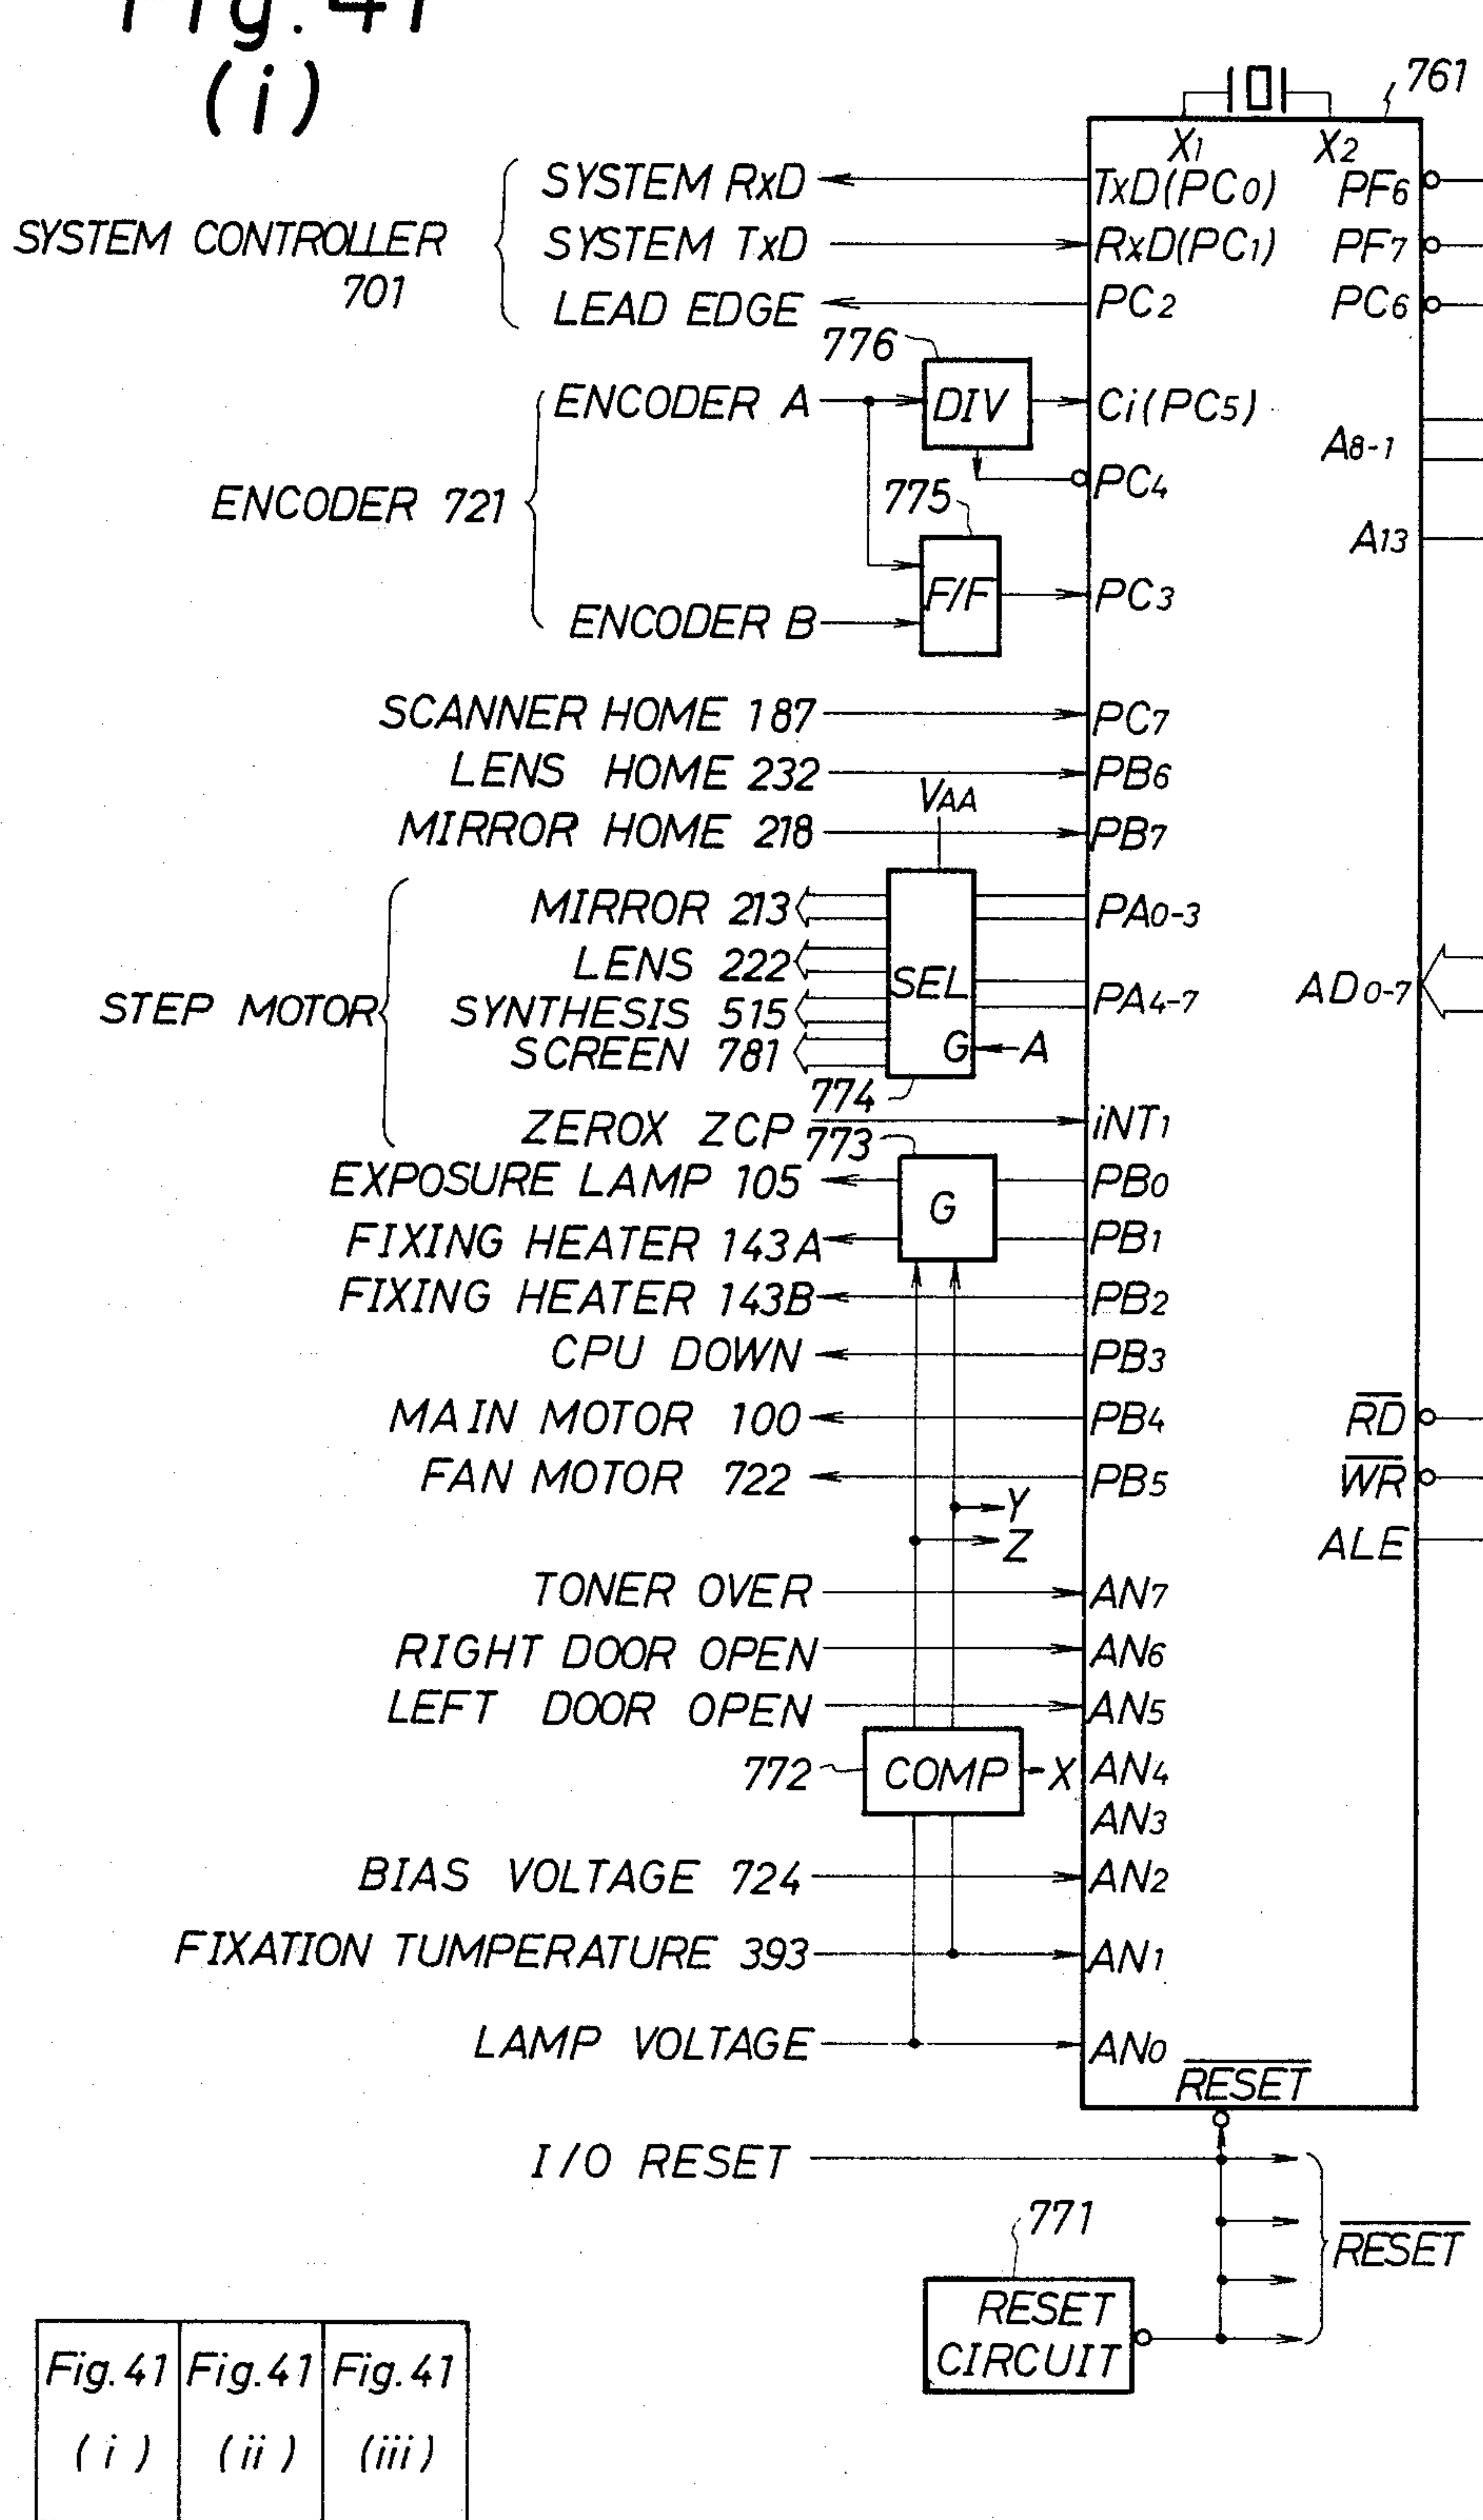 Fig. 41
(i)
761
X1 X2
SYSTEM RxD TxD(PC0) PF6
SYSTEM CONTROLLER SYSTEM TxD RxD(PC1) PF7
701 LEAD EDGE PC2 PC6
776
ENCODER A DIV Ci(PC5)
A8-1
PC4
ENCODER 721 775
A13
F/F PC3
ENCODER B
SCANNER HOME 187 PC7
LENS HOME 232 PB6
VAA
MIRROR HOME 218 PB7
MIRROR 213 PA0-3
LENS 222 SEL
STEP MOTOR SYNTHESIS 515 PA4-7 AD0-7
SCREEN 781 G A
774
ZEROX ZCP iNT1
773
EXPOSURE LAMP 105 G PB0
FIXING HEATER 143A PB1
FIXING HEATER 143B PB2
CPU DOWN PB3
MAIN MOTOR 100 PB4 RD
FAN MOTOR 722 PB5 WR
Y
Z ALE
TONER OVER AN7
RIGHT DOOR OPEN AN6
LEFT DOOR OPEN AN5
772 COMP X AN4
AN3
BIAS VOLTAGE 724 AN2
FIXATION TUMPERATURE 393 AN1
LAMP VOLTAGE AN0
RESET
I/O RESET
771
RESET
RESET
CIRCUIT
Fig.41 Fig.41 Fig.41
(i) (ii) (iii)